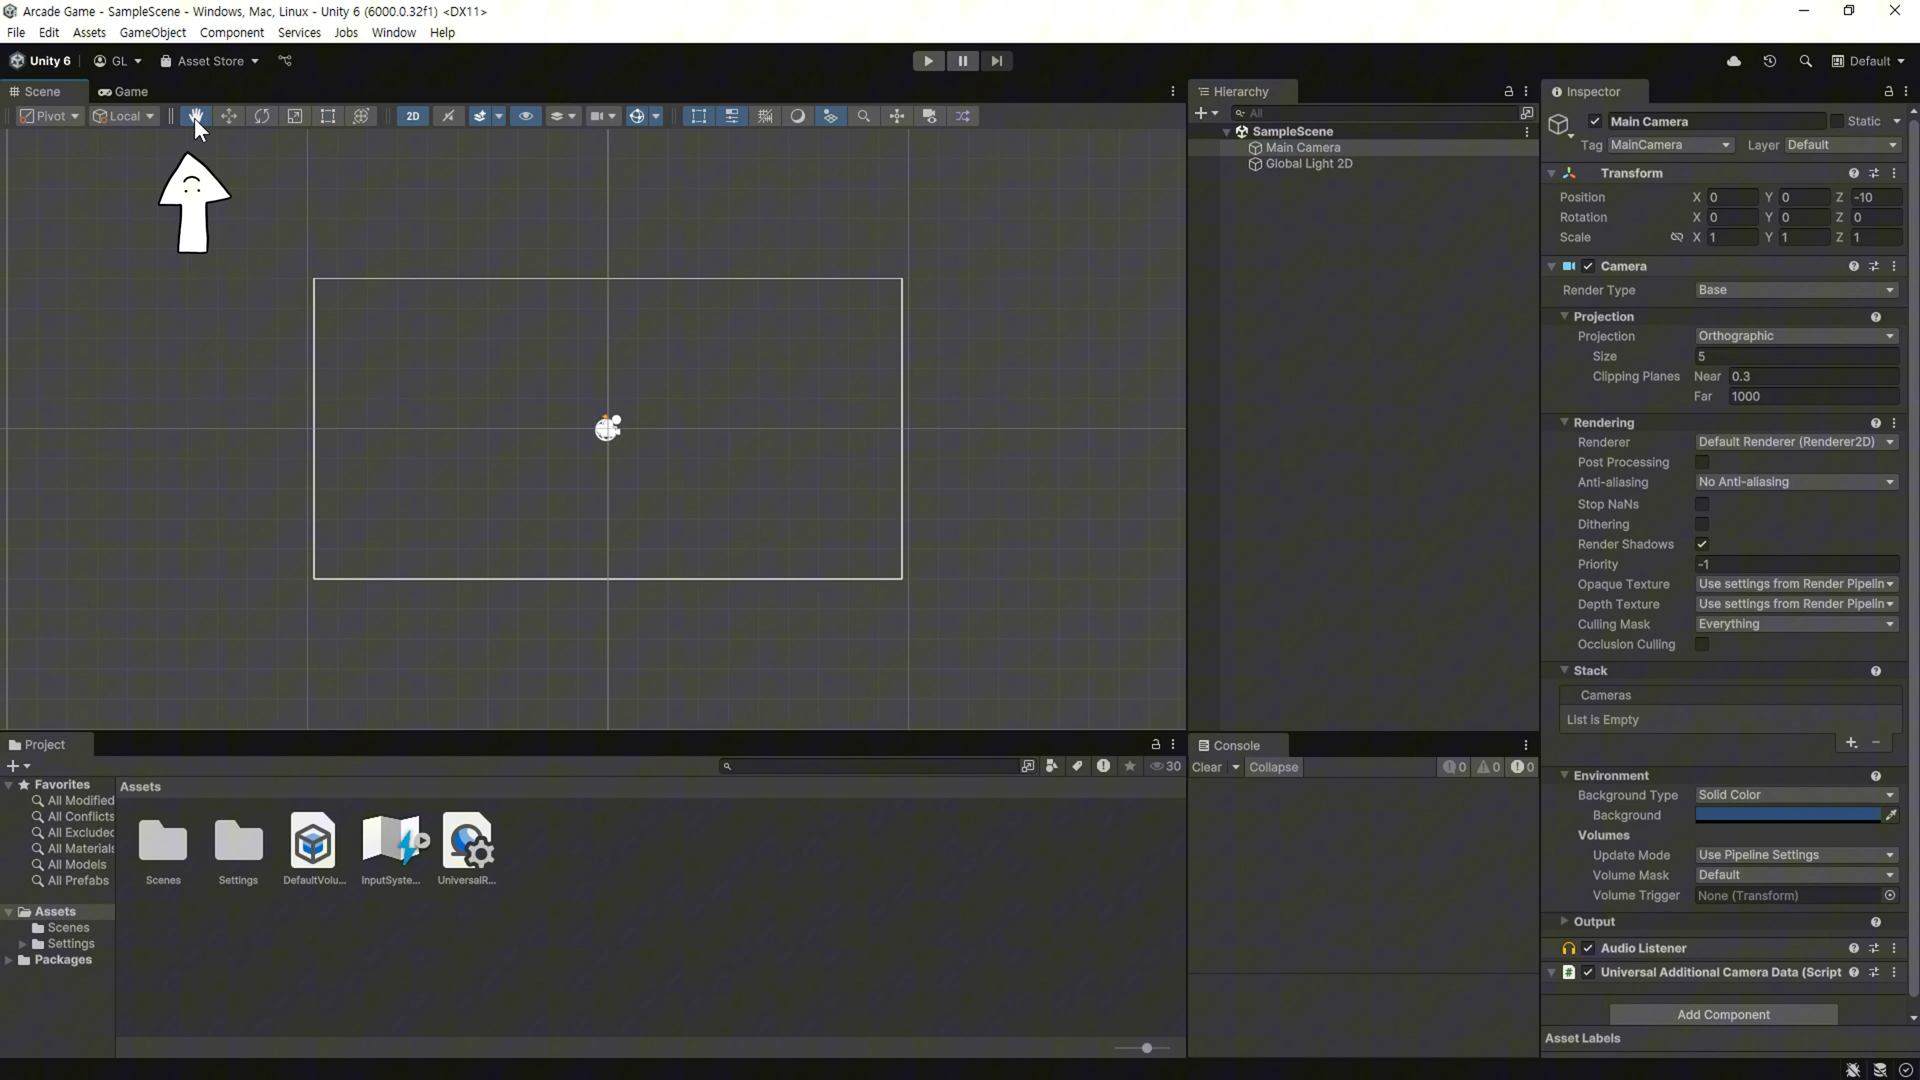 Arcade Game - SampleScene - Windows, Mac, Linux - Unity 6 (6000.0.32f1) <DX11>
File Edit Assets GameObject Component Services Jobs Window Help
Unity 6 GL Asset Store Default
Scene Game
Pivot Local 2D
Hierarchy
All
SampleScene
Main Camera
Global Light 2D
Inspector
Main Camera Static
Tag MainCamera Layer Default
Transform
Position X 0 Y 0 Z -10
Rotation X 0 Y 0 Z 0
Scale X 1 Y 1 Z 1
Camera
Render Type Base
Projection
Projection Orthographic
Size 5
Clipping Planes Near 0.3
Far 1000
Rendering
Renderer Default Renderer (Renderer2D)
Post Processing
Anti-aliasing No Anti-aliasing
Stop NaNs
Dithering
Render Shadows
Priority -1
Opaque Texture Use settings from Render Pipelin
Depth Texture Use settings from Render Pipelin
Culling Mask Everything
Occlusion Culling
Stack
Cameras
List Is Empty
Environment
Background Type Solid Color
Background
Volumes
Update Mode Use Pipeline Settings
Volume Mask Default
Volume Trigger None (Transform)
Output
Audio Listener
Universal Additional Camera Data (Script
Add Component
Asset Labels
Project
30
Favorites
All Modified
All Conflicts
All Excluded
All Materials
All Models
All Prefabs
Assets
Scenes
Settings
Packages
Assets
Scenes Settings DefaultVolu... InputSyste... UniversalR...
Console
Clear Collapse 0 0 0